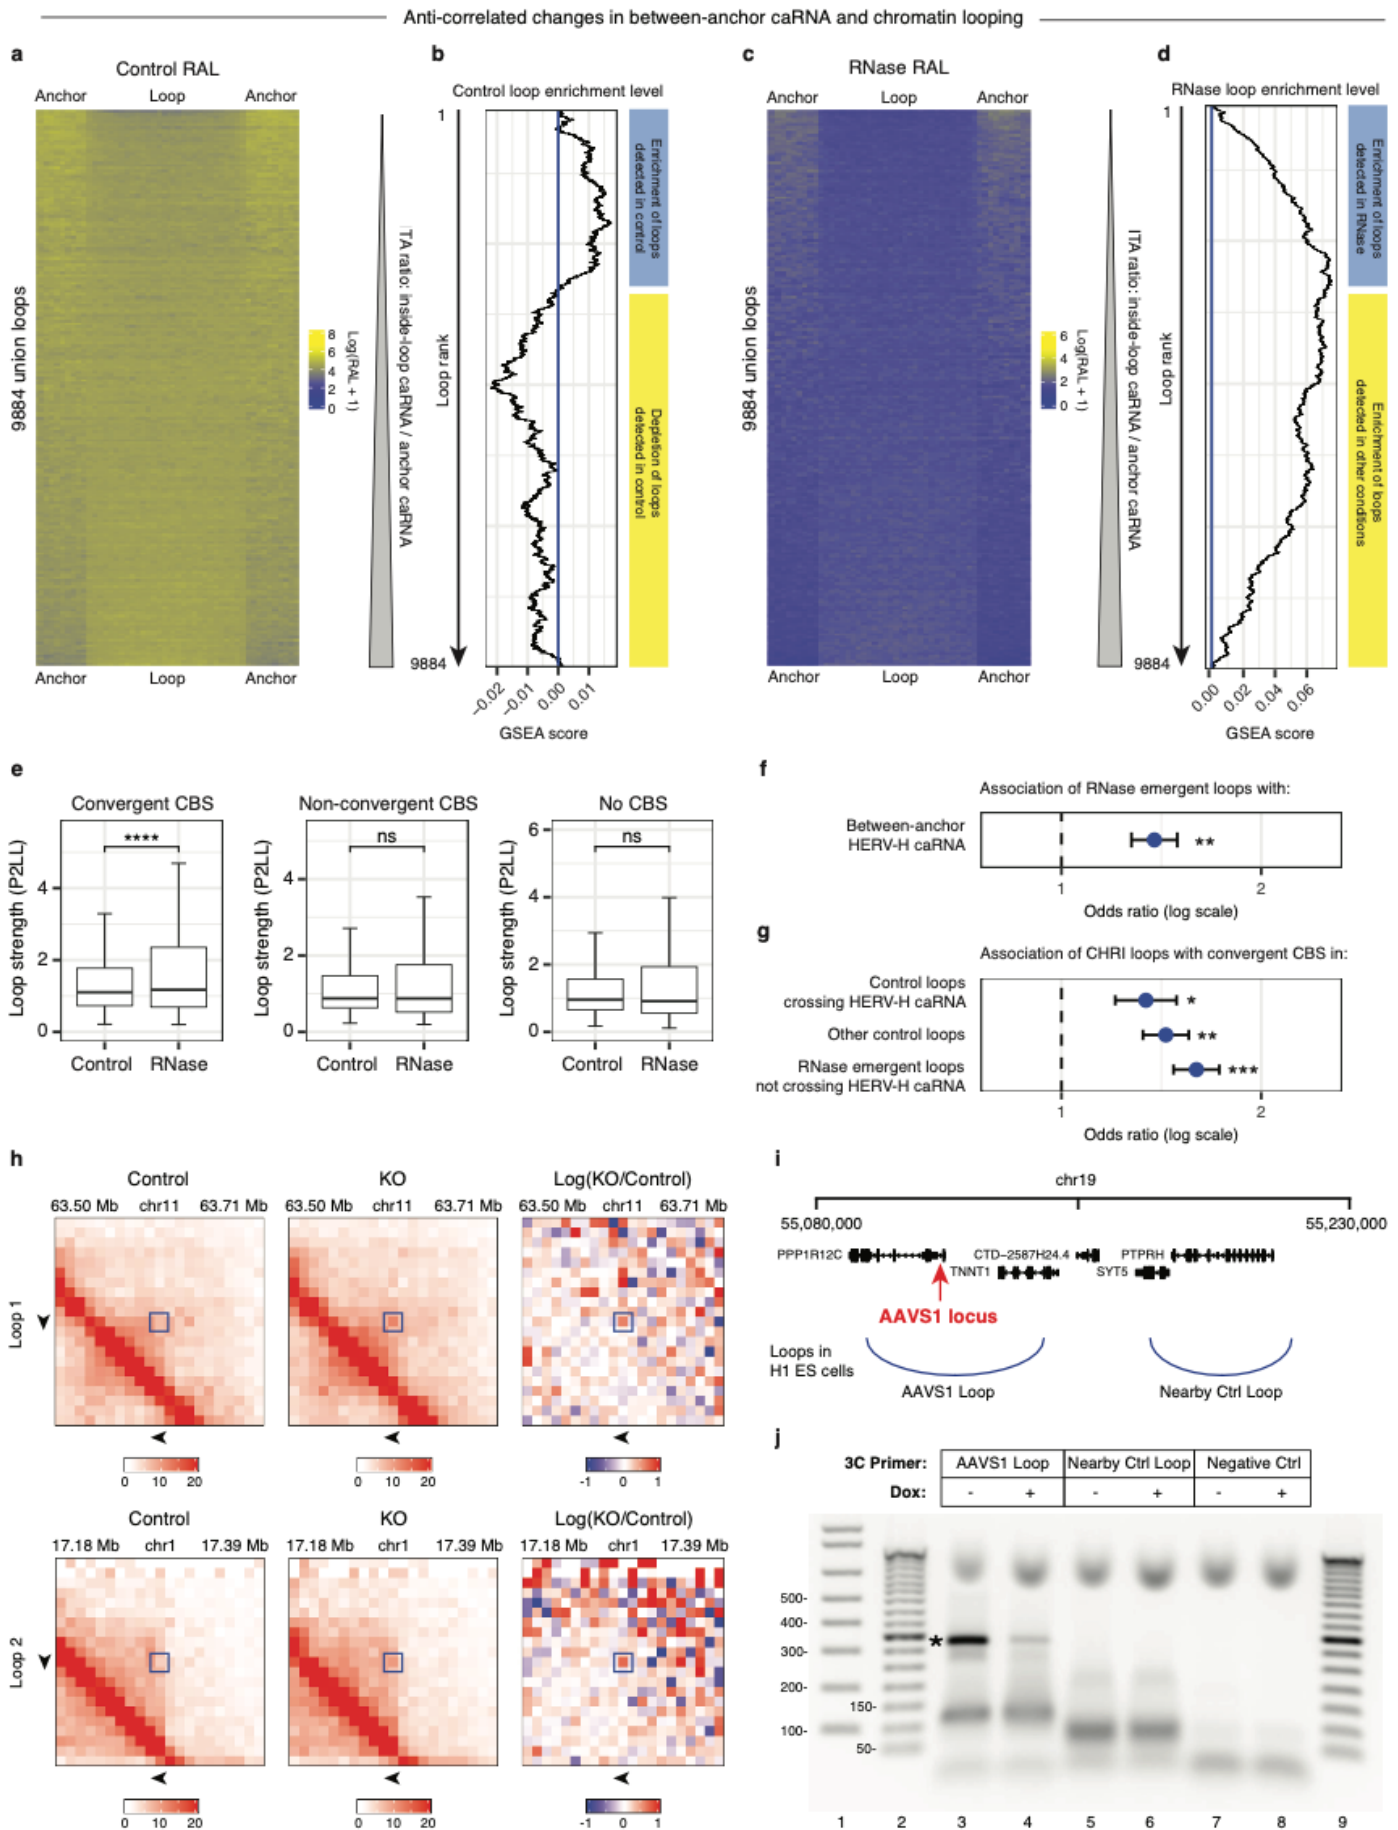 Anti-correlated changes in between-anchor caRNA and chromatin looping
a
Control RAL
Anchor Loop Anchor
9884 union loops
Anchor Loop Anchor
8
6
4
2
0
Log(RAL + 1)
TA ratio: inside-loop caRNA / anchor caRNA
b
Control loop enrichment level
1
Loop rank
9884
Enrichment of loops
detected in control
Depletion of loops
detected in control
-0.02 -0.01 0.00 0.01
GSEA score
c
RNase RAL
Anchor Loop Anchor
9884 union loops
Anchor Loop Anchor
6
4
2
0
Log(RAL + 1)
ITA ratio: inside-loop caRNA / anchor caRNA
d
RNase loop enrichment level
1
Loop rank
9884
Enrichment of loops
detected in RNase
Enrichment of loops
detected in other conditions
0.00 0.02 0.04 0.06
GSEA score
e
Convergent CBS
Loop strength (P2LL)
4
2
0
****
Control RNase
Non-convergent CBS
Loop strength (P2LL)
4
2
0
ns
Control RNase
No CBS
Loop strength (P2LL)
6
4
2
0
ns
Control RNase
f
Association of RNase emergent loops with:
Between-anchor
HERV-H caRNA
**
1 2
Odds ratio (log scale)
g
Association of CHRI loops with convergent CBS in:
Control loops
crossing HERV-H caRNA
*
Other control loops
**
RNase emergent loops
not crossing HERV-H caRNA
***
1 2
Odds ratio (log scale)
h
Control KO Log(KO/Control)
63.50 Mb chr11 63.71 Mb
63.50 Mb chr11 63.71 Mb
63.50 Mb chr11 63.71 Mb
Loop 1
0 10 20
0 10 20
-1 0 1
Control KO Log(KO/Control)
17.18 Mb chr1 17.39 Mb
17.18 Mb chr1 17.39 Mb
17.18 Mb chr1 17.39 Mb
Loop 2
0 10 20
0 10 20
-1 0 1
i
chr19
55,080,000 55,230,000
PPP1R12C CTD-2587H24.4 PTPRH
TNNT1 SYT5
AAVS1 locus
Loops in
H1 ES cells
AAVS1 Loop Nearby Ctrl Loop
j
3C Primer: AAVS1 Loop Nearby Ctrl Loop Negative Ctrl
Dox: - + - + - +
500-
400-
300-
200-
150-
100-
50-
*
1 2 3 4 5 6 7 8 9